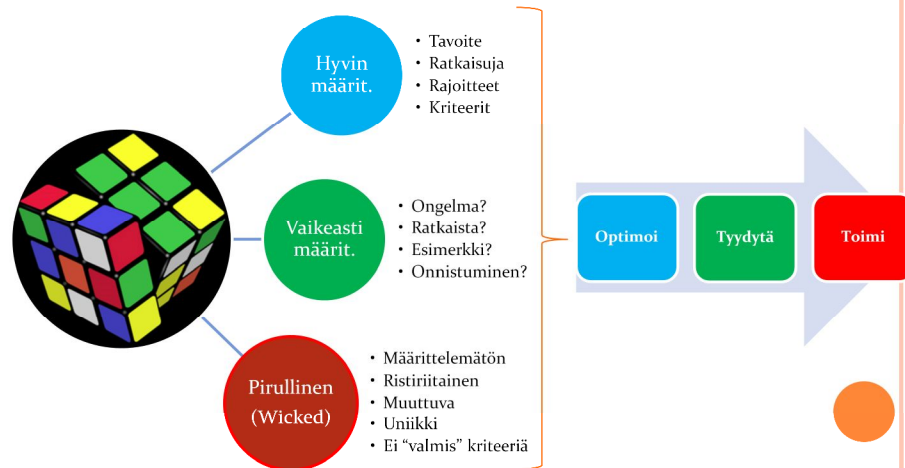 Hyvin
määrit.
• Tavoite
• Ratkaisuja
• Rajoitteet
• Kriteerit
Vaikeasti
määrit.
• Ongelma?
• Ratkaista?
• Esimerkki?
• Onnistuminen?
Pirullinen
(Wicked)
• Määrittelemätön
• Ristiriitainen
• Muuttuva
• Uniikki
• Ei “valmis” kriteeriä
Optimoi
Tyydytä
Toimi